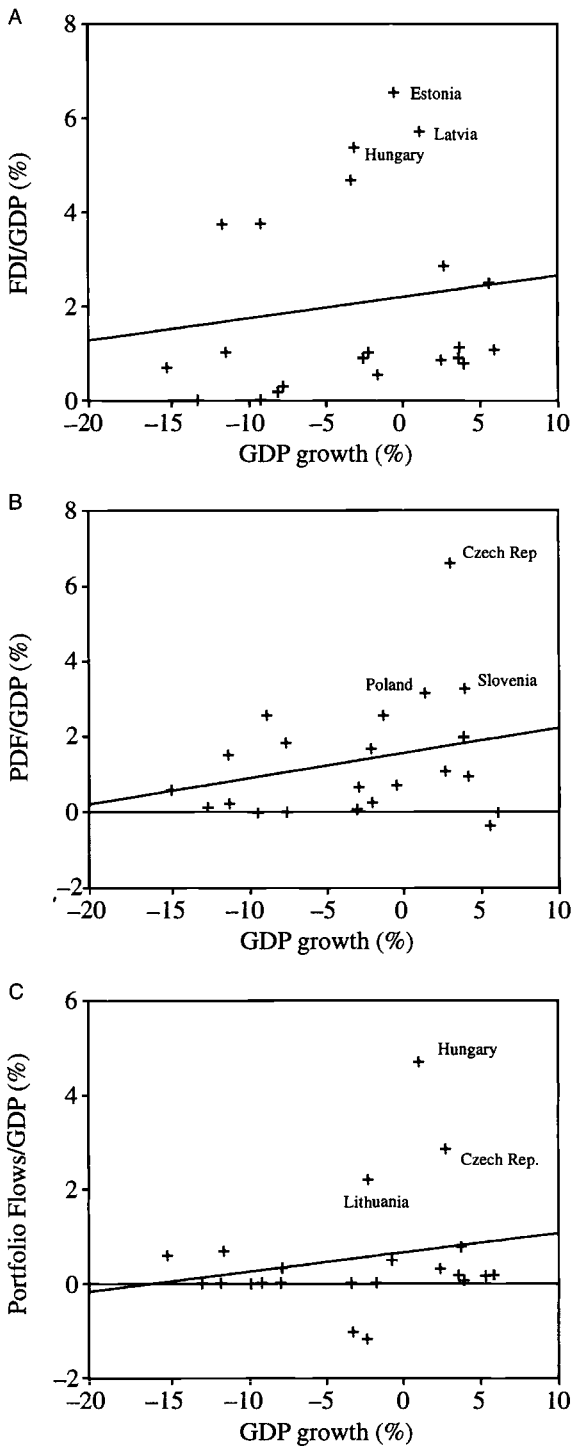 A
8
Estonia
6
Latvia
Hungary
FDI/GDP (%)
4
2
0
−20 −15 −10 −5 0 5 10
GDP growth (%)
B
8
Czech Rep
6
PDF/GDP (%)
4
Poland
Slovenia
2
0
−2
−20 −15 −10 −5 0 5 10
GDP growth (%)
C
6
Hungary
Portfolio Flows/GDP (%)
4
Czech Rep.
2
Lithuania
0
−2
−20 −15 −10 −5 0 5 10
GDP growth (%)